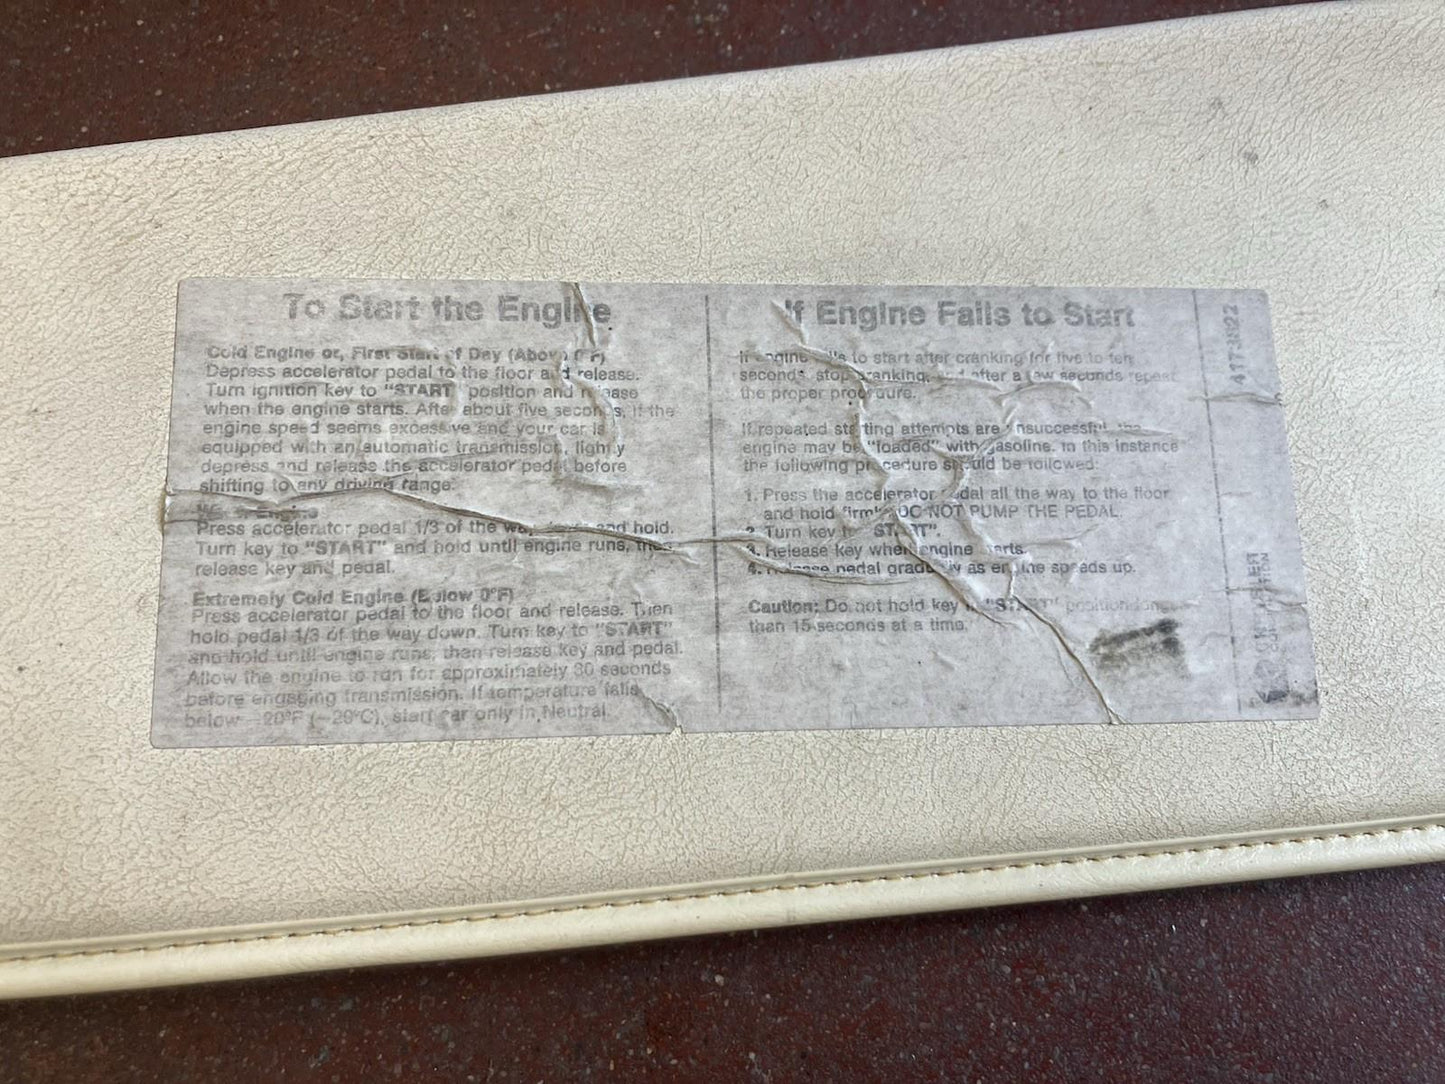 To Start the Engine
Cold Engine or, First Start of Day (Above 0°F)
Depress accelerator pedal to the floor and release.
Turn ignition key to "START" position and release
when the engine starts. After about five seconds, if the
engine speed seems excessive and your car is
equipped with an automatic transmission, lightly
depress and release the accelerator pedal before
shifting to any driving range.
Engine
Press accelerator pedal 1/3 of the way down and hold.
Turn key to "START" and hold until engine runs, then
release key and pedal.
Extremely Cold Engine (Below 0°F)
Press accelerator pedal to the floor and release. Then
hold pedal 1/3 of the way down. Turn key to "START"
and hold until engine runs, then release key and pedal.
Allow the engine to run for approximately 30 seconds
before engaging transmission. If temperature falls
below −20°F (−29°C), start car only in Neutral.
If Engine Fails to Start
If engine fails to start after cranking for five to ten
seconds, stop cranking, and after a few seconds repeat
the proper procedure.
If repeated starting attempts are unsuccessful, the
engine may be "loaded" with gasoline. In this instance
the following procedure should be followed:
1. Press the accelerator pedal all the way to the floor
and hold firmly DO NOT PUMP THE PEDAL.
2. Turn key to "START".
3. Release key when engine starts.
4. Release pedal gradually as engine speeds up.
Caution: Do not hold key in "START" position longer
than 15 seconds at a time.
4173822